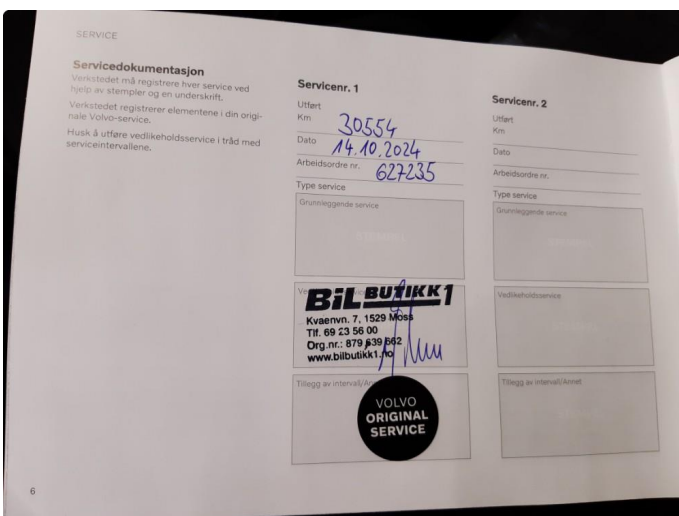 SERVICE
Servicedokumentasjon
Verkstedet må registrere hver service ved
hjelp av stempler og en underskrift.
Verkstedet registrerer elementene i din origi-
nale Volvo-service.
Husk å utføre vedlikeholdsservice i tråd med
serviceintervallene.
Servicenr. 1
Utført
Km 30554
Dato 14.10.2024
Arbeidsordre nr. 627235
Type service
Grunnleggende service
BiL BUTIKK1
Kvaenvn. 7, 1529 Moss
Tlf. 69 23 56 00
Org.nr.: 879 639 662
www.bilbutikk1.no
Tillegg av intervall/Annet
VOLVO
ORIGINAL
SERVICE
Servicenr. 2
Utført
Km
Dato
Arbeidsordre nr.
Type service
Grunnleggende service
Vedlikeholdsservice
Tillegg av intervall/Annet
6